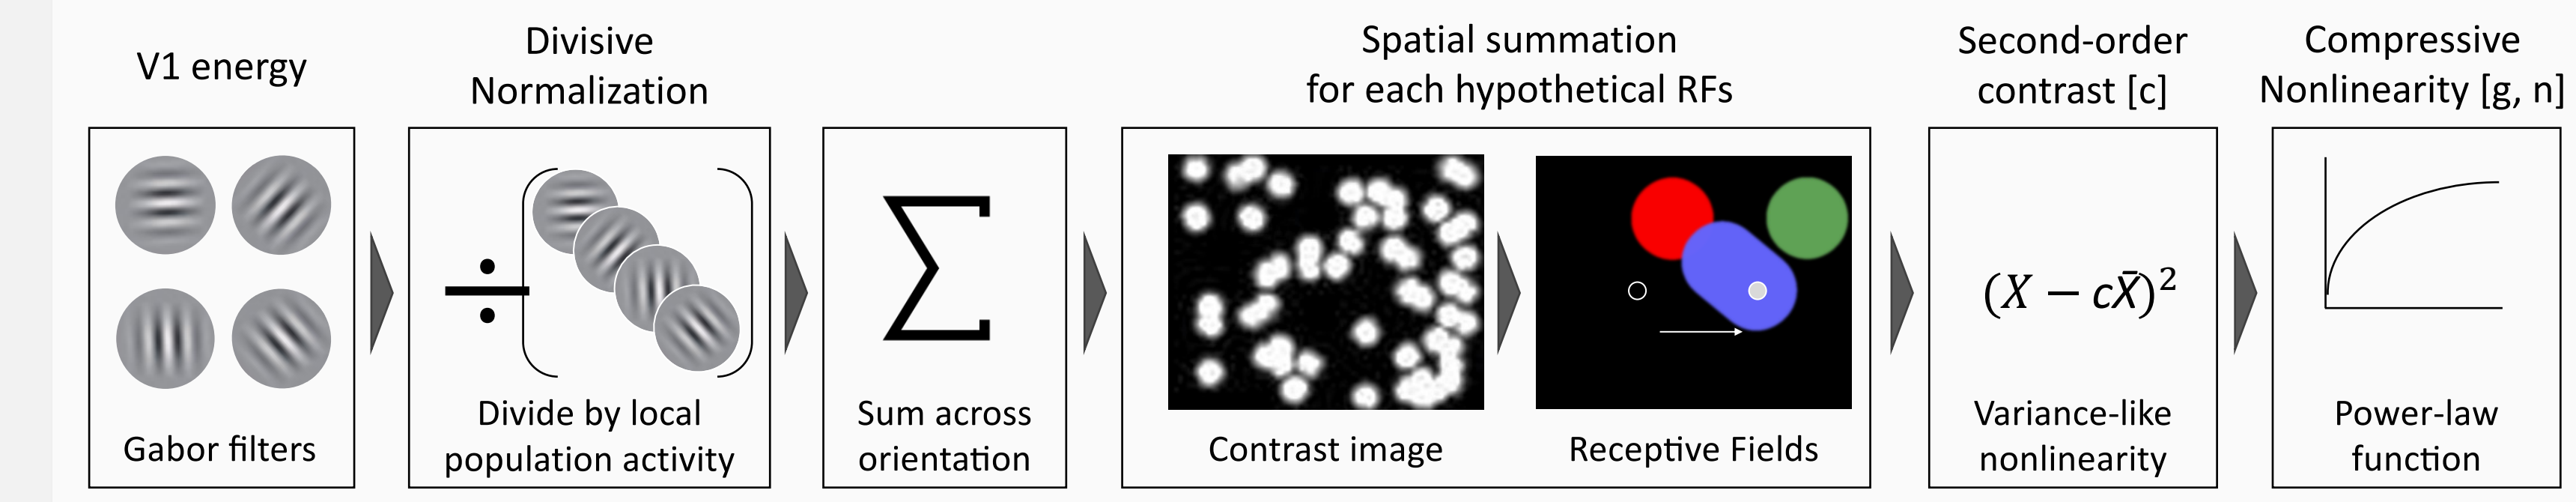 V1 energy
Gabor filters
Divisive
Normalization
÷
Divide by local
population activity
Σ
Sum across
orientation
Spatial summation
for each hypothetical RFs
Contrast image
Receptive Fields
Second-order
contrast [c]
(X − cX̄)²
Variance-like
nonlinearity
Compressive
Nonlinearity [g, n]
Power-law
function